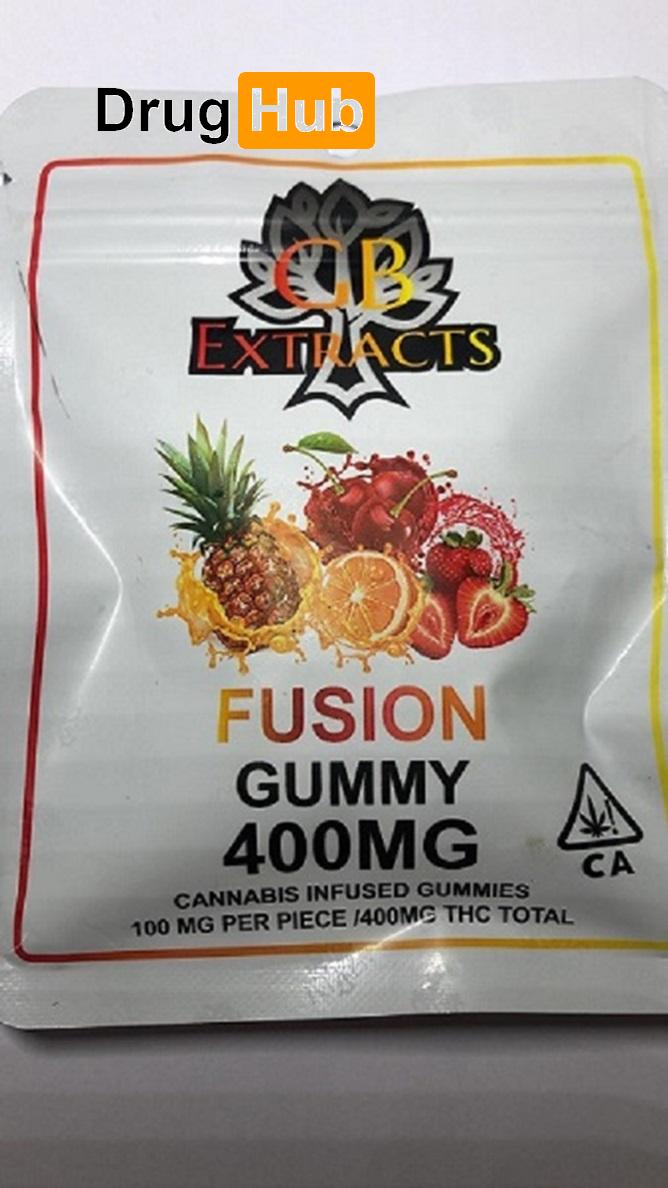 DrugHub
CB
EXTRACTS
FUSION
GUMMY
400MG
CA
CANNABIS INFUSED GUMMIES
100 MG PER PIECE /400MG THC TOTAL